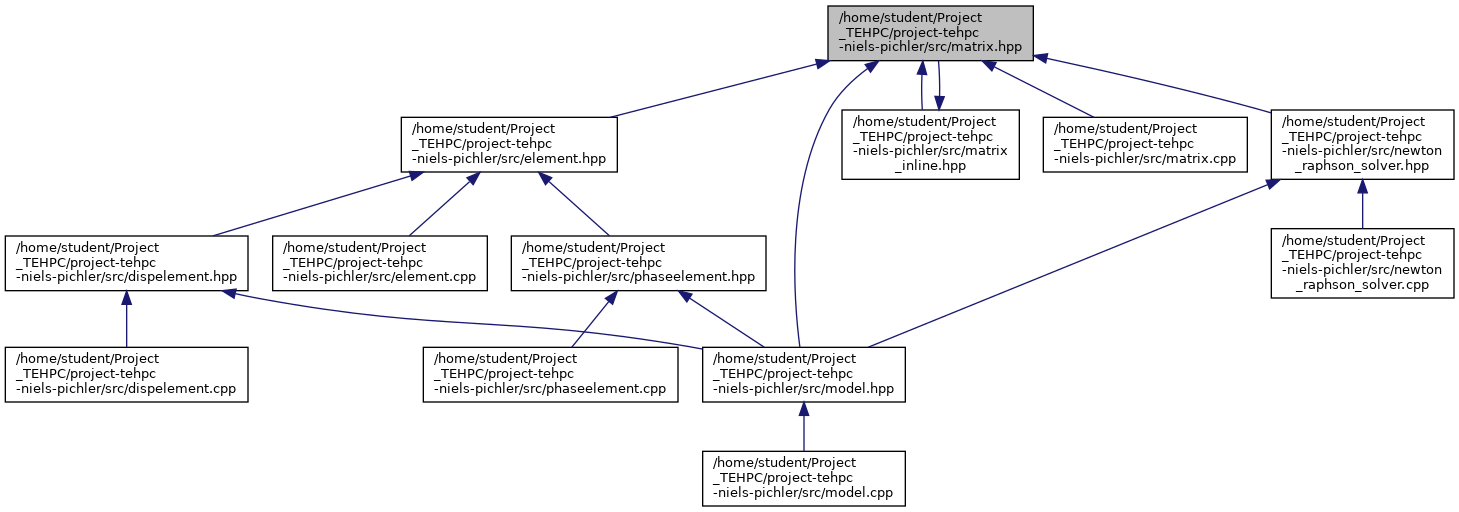 /home/student/Project
_TEHPC/project-tehpc
-niels-pichler/src/matrix.hpp
/home/student/Project
_TEHPC/project-tehpc
-niels-pichler/src/element.hpp
/home/student/Project
_TEHPC/project-tehpc
-niels-pichler/src/matrix
_inline.hpp
/home/student/Project
_TEHPC/project-tehpc
-niels-pichler/src/matrix.cpp
/home/student/Project
_TEHPC/project-tehpc
-niels-pichler/src/newton
_raphson_solver.hpp
/home/student/Project
_TEHPC/project-tehpc
-niels-pichler/src/dispelement.hpp
/home/student/Project
_TEHPC/project-tehpc
-niels-pichler/src/element.cpp
/home/student/Project
_TEHPC/project-tehpc
-niels-pichler/src/phaseelement.hpp
/home/student/Project
_TEHPC/project-tehpc
-niels-pichler/src/newton
_raphson_solver.cpp
/home/student/Project
_TEHPC/project-tehpc
-niels-pichler/src/dispelement.cpp
/home/student/Project
_TEHPC/project-tehpc
-niels-pichler/src/phaseelement.cpp
/home/student/Project
_TEHPC/project-tehpc
-niels-pichler/src/model.hpp
/home/student/Project
_TEHPC/project-tehpc
-niels-pichler/src/model.cpp